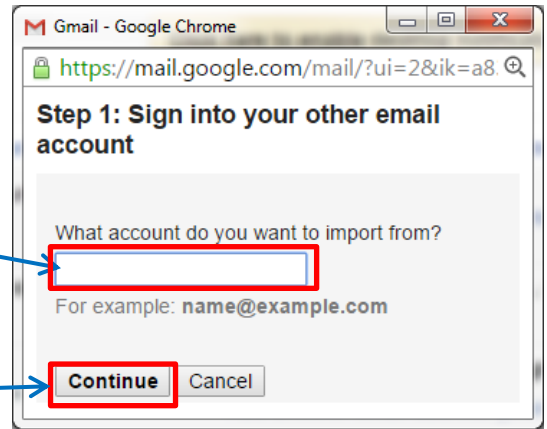 Gmail - Google Chrome
https://mail.google.com/mail/?ui=2&ik=a8.
Step 1: Sign into your other email
account
What account do you want to import from?
For example: name@example.com
Continue Cancel